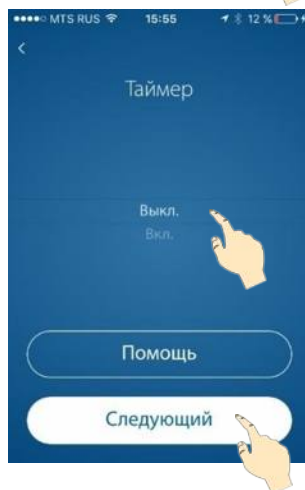 MTS RUS 15:55 12 %
Таймер
Выкл.
Вкл.
Помощь
Следующий